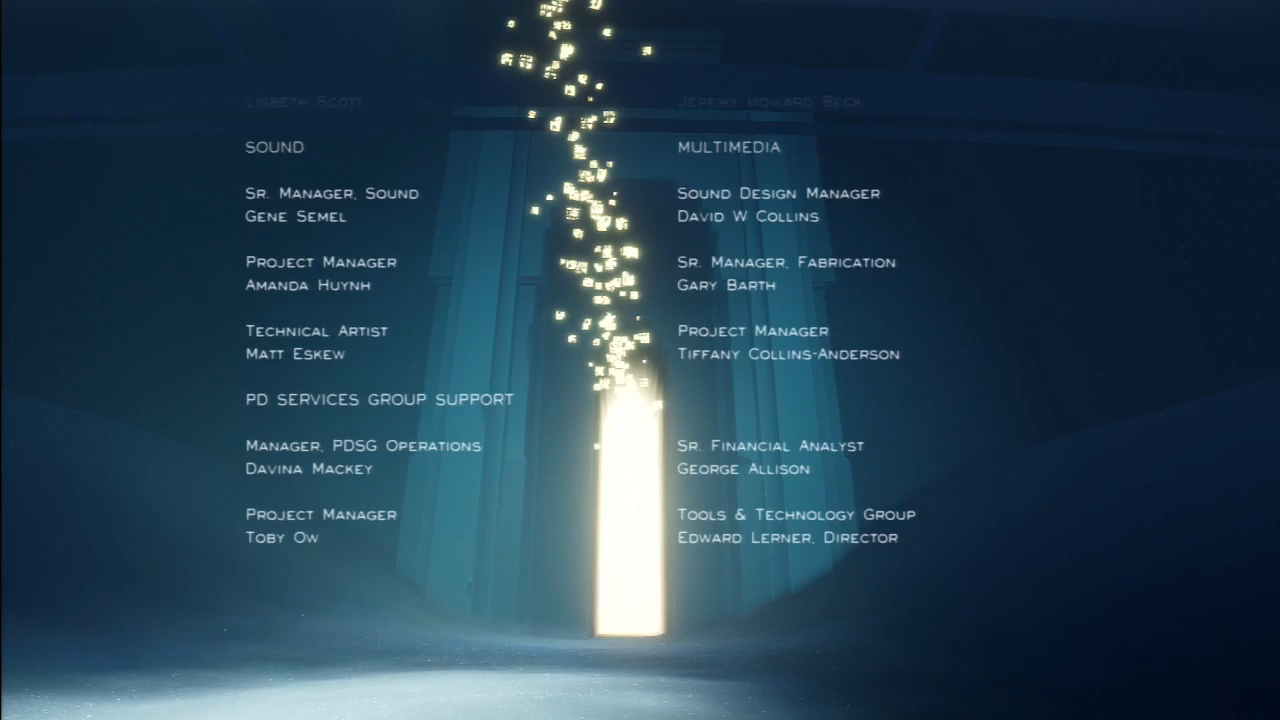 Lisbeth Scott
Jeremy Howard Beck
SOUND
Sr. Manager, Sound
Gene Semel
Project Manager
Amanda Huynh
Technical Artist
Matt Eskew
PD SERVICES GROUP SUPPORT
Manager, PDSG Operations
Davina Mackey
Project Manager
Toby Ow
MULTIMEDIA
Sound Design Manager
David W Collins
Sr. Manager, Fabrication
Gary Barth
Project Manager
Tiffany Collins-Anderson
Sr. Financial Analyst
George Allison
Tools & Technology Group
Edward Lerner, Director